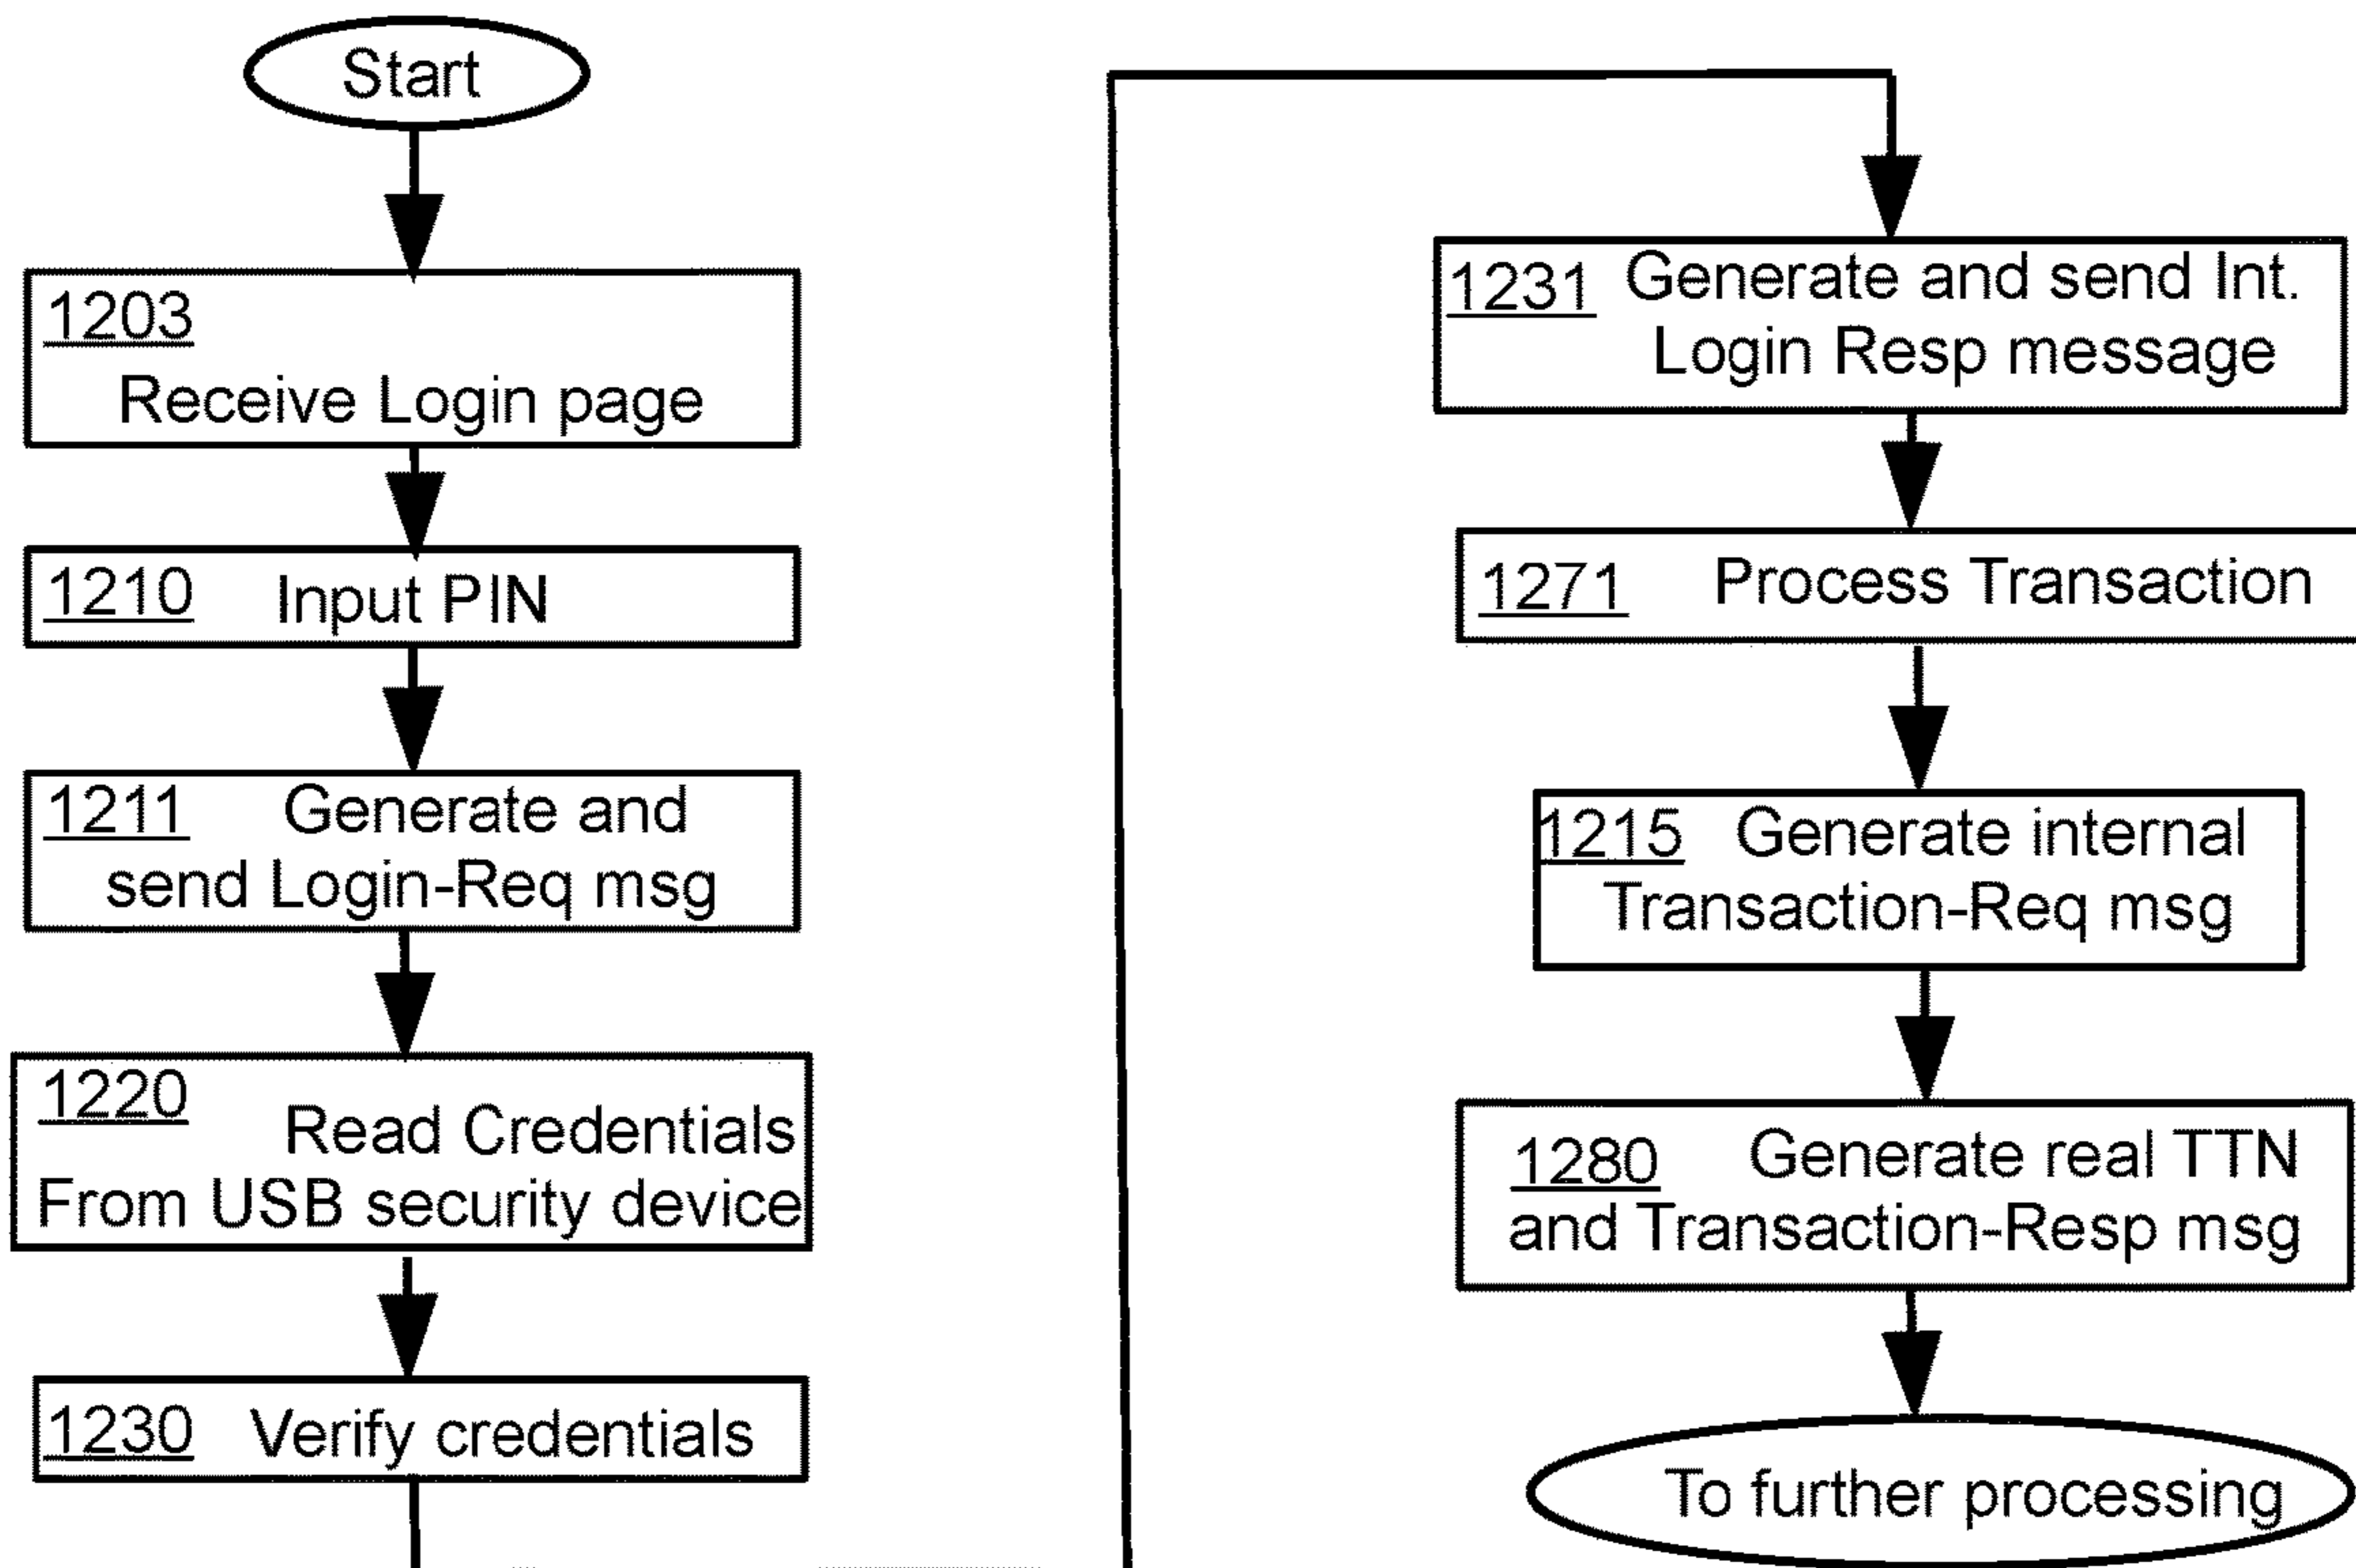 Start
1203
Receive Login page
1210 Input PIN
1211 Generate and
send Login-Req msg
1220
Read Credentials
From USB security device
1230 Verify credentials
1231 Generate and send Int.
Login Resp message
1271 Process Transaction
1215 Generate internal
Transaction-Req msg
1280 Generate real TTN
and Transaction-Resp msg
To further processing